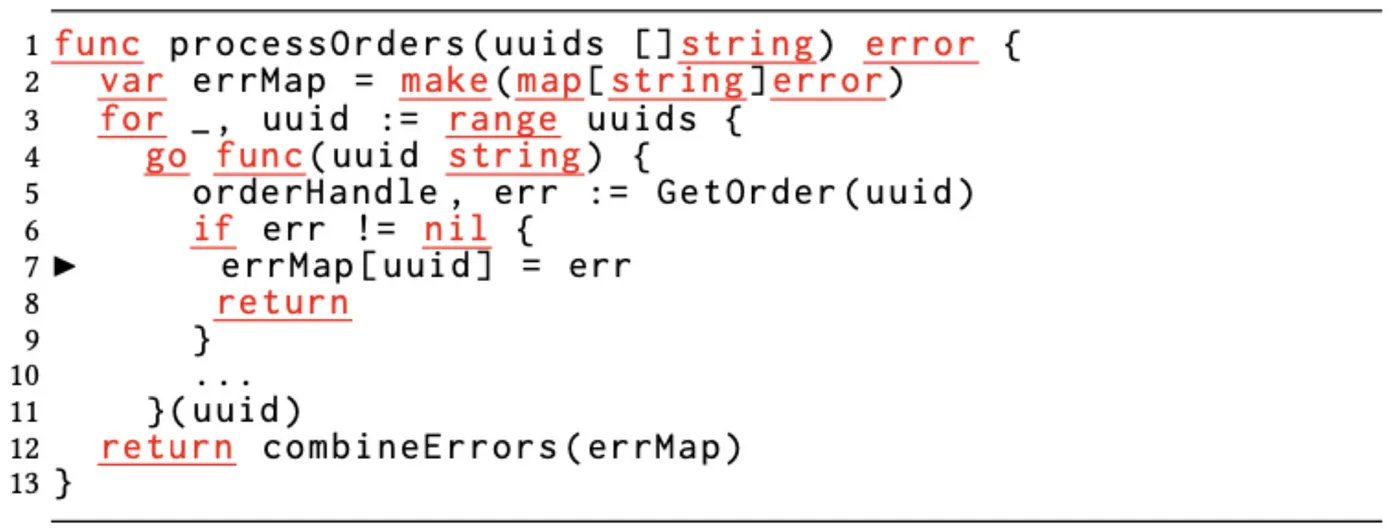 1 func processOrders(uuids []string) error {
2   var errMap = make(map[string]error)
3   for _, uuid := range uuids {
4     go func(uuid string) {
5       orderHandle, err := GetOrder(uuid)
6       if err != nil {
7 ►      errMap[uuid] = err
8        return
9       }
10      ...
11    }(uuid)
12  return combineErrors(errMap)
13 }